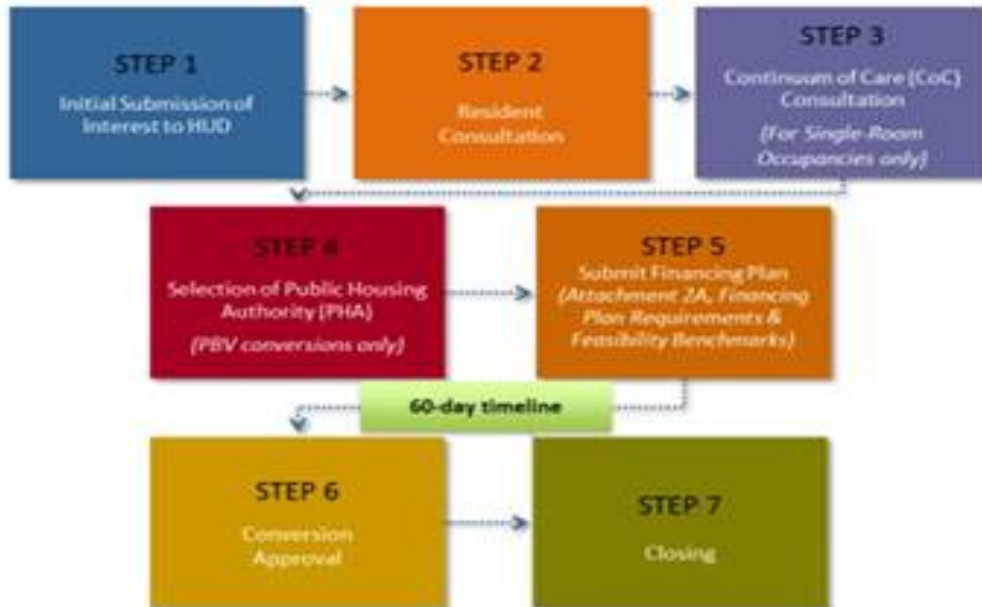 STEP 1
Initial Submission of
Interest to HUD
STEP 2
Resident
Consultation
STEP 3
Continuum of Care (CoC)
Consultation
(For Single-Room
Occupancies only)
STEP 4
Selection of Public Housing
Authority (PHA)
(PBV conversions only)
STEP 5
Submit Financing Plan
(Attachment 2A, Financing
Plan Requirements &
Feasibility Benchmarks)
60-day timeline
STEP 6
Conversion
Approval
STEP 7
Closing